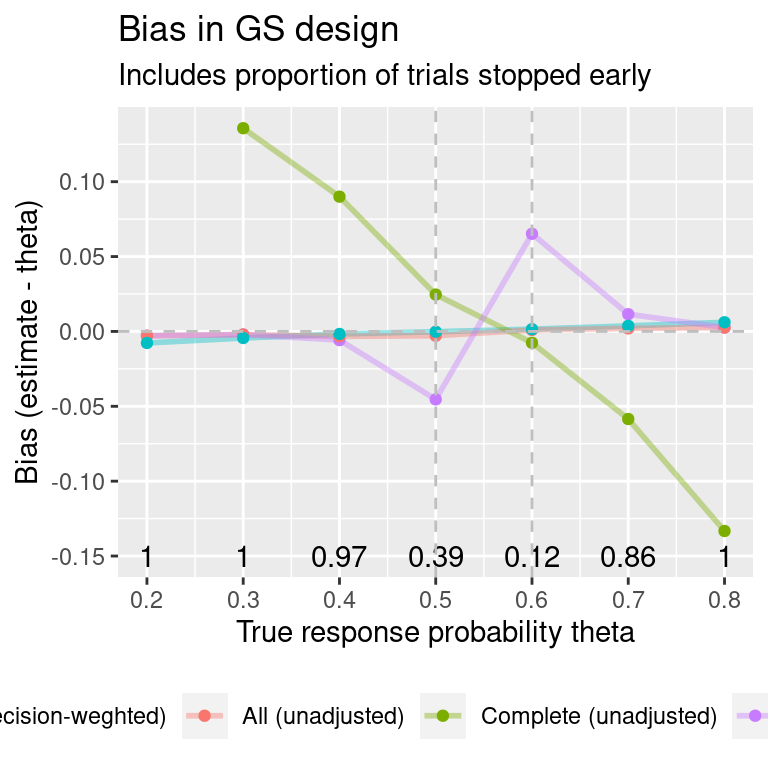 Bias in GS design
Includes proportion of trials stopped early
Bias (estimate - theta)
0.10
0.05
0.00
-0.05
-0.10
-0.15
1 1 0.97 0.39 0.12 0.86 1
0.2 0.3 0.4 0.5 0.6 0.7 0.8
True response probability theta
ecision-weghted) All (unadjusted) Complete (unadjusted)